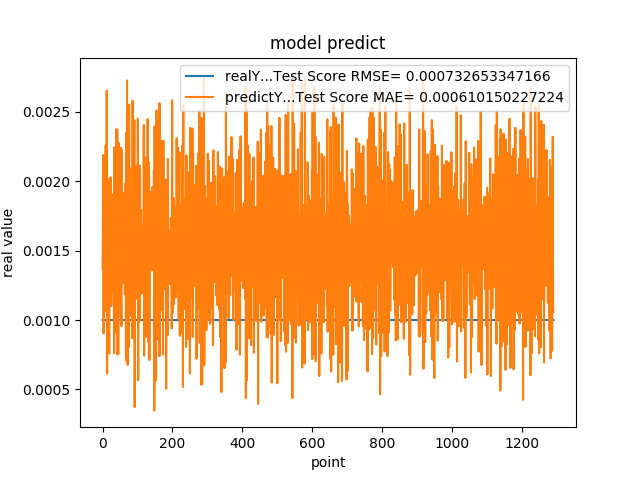 model predict
realY...Test Score RMSE= 0.000732653347166
predictY...Test Score MAE= 0.000610150227224
0.0025
0.0020
0.0015
0.0010
0.0005
real value
0 200 400 600 800 1000 1200
point